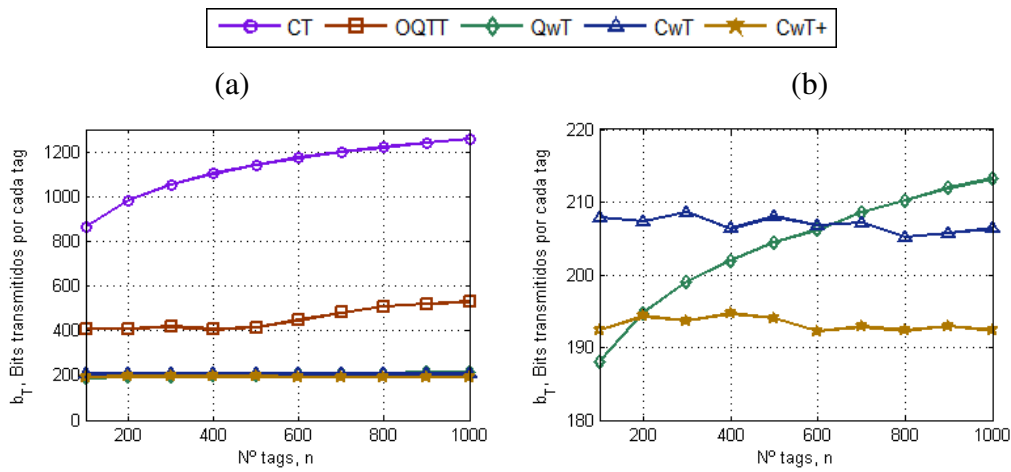 CT OQTT QwT CwT CwT+
(a) (b)
1200
1000
800
600
400
200
0
200 400 600 800 1000
Nº tags, n
b_T, Bits transmitidos por cada tag
220
210
200
190
180
200 400 600 800 1000
Nº tags, n
b_T, Bits transmitidos por cada tag